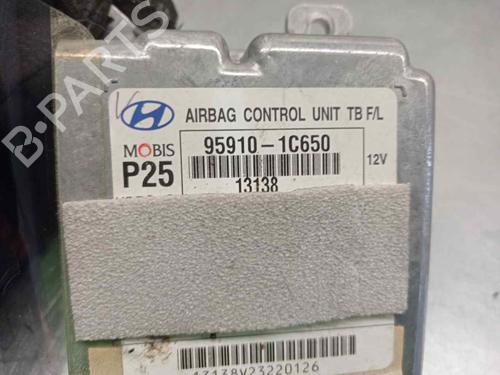 AIRBAG CONTROL UNIT TB F/L
MOBIS
95910-1C650
12V
P25
13138
13138V23220126
B-Parts